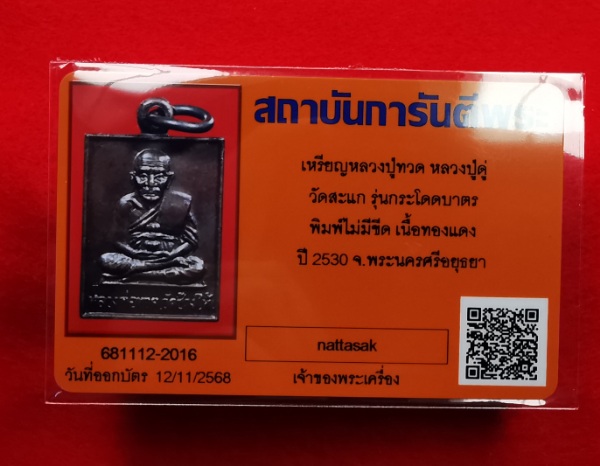 สถาบันการันตีพระ
เหรียญหลวงปู่ทวด หลวงปู่ดู่
วัดสะแก รุ่นกระโดดบาตร
พิมพ์ไม่มีขีด เนื้อทองแดง
ปี 2530 จ.พระนครศรีอยุธยา
681112-2016
วันที่ออกบัตร 12/11/2568
nattasak
เจ้าของพระเครื่อง